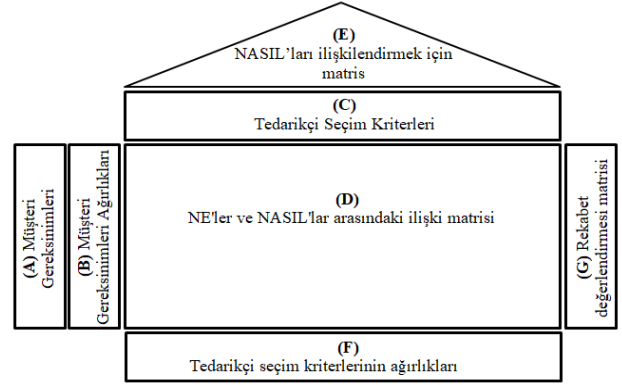 (E)
NASIL’ları ilişkilendirmek için
matris
(C)
Tedarikçi Seçim Kriterleri
(A) Müşteri
Gereksinimleri
(B) Müşteri
Gereksinimleri Ağırlıkları
(D)
NE'ler ve NASIL'lar arasındaki ilişki matrisi
(G) Rekabet
değerlendirmesi matrisi
(F)
Tedarikçi seçim kriterlerinin ağırlıkları